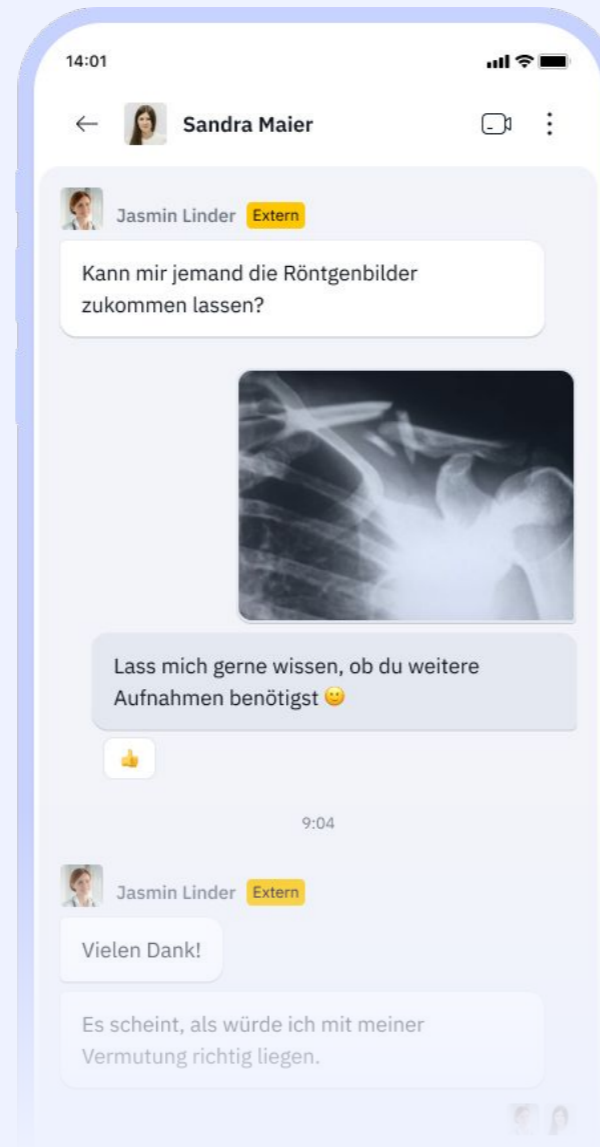 14:01
Sandra Maier
Jasmin Linder Extern
Kann mir jemand die Röntgenbilder
zukommen lassen?
Lass mich gerne wissen, ob du weitere
Aufnahmen benötigst 🙂
👍
9:04
Jasmin Linder Extern
Vielen Dank!
Es scheint, als würde ich mit meiner
Vermutung richtig liegen.